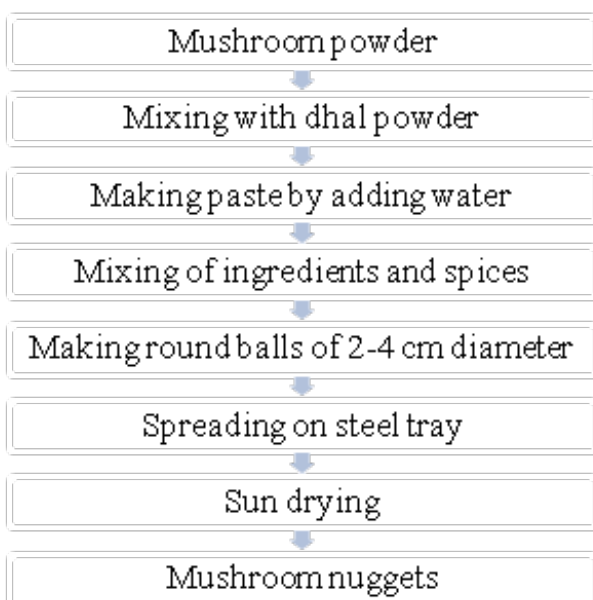 Mushroom powder
Mixing with dhal powder
Making paste by adding water
Mixing of ingredients and spices
Making round balls of 2-4 cm diameter
Spreading on steel tray
Sun drying
Mushroom nuggets